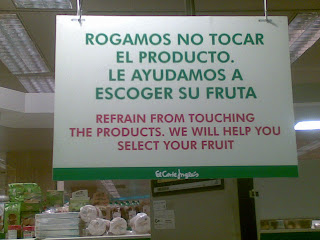 ROGAMOS NO TOCAR
EL PRODUCTO.
LE AYUDAMOS A
ESCOGER SU FRUTA
REFRAIN FROM TOUCHING
THE PRODUCTS. WE WILL HELP YOU
SELECT YOUR FRUIT
El Corte Inglés